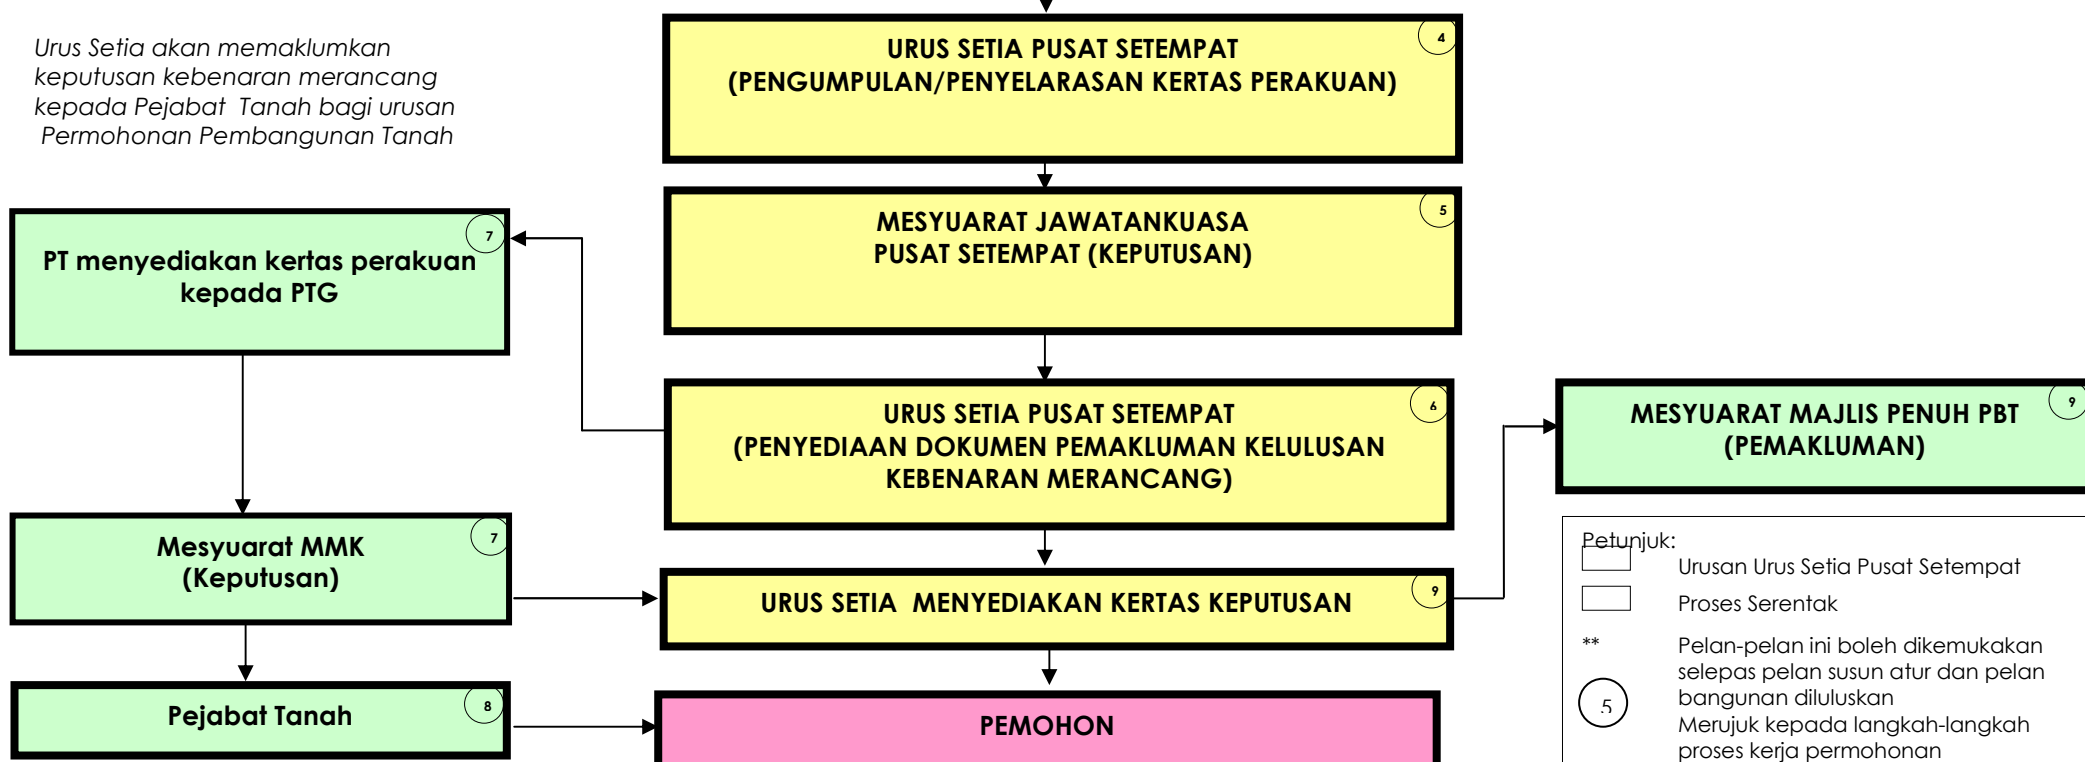 Urus Setia akan memaklumkan
keputusan kebenaran merancang
kepada Pejabat Tanah bagi urusan
Permohonan Pembangunan Tanah
4
URUS SETIA PUSAT SETEMPAT
(PENGUMPULAN/PENYELARASAN KERTAS PERAKUAN)
5
MESYUARAT JAWATANKUASA
PUSAT SETEMPAT (KEPUTUSAN)
7
PT menyediakan kertas perakuan
kepada PTG
6
URUS SETIA PUSAT SETEMPAT
(PENYEDIAAN DOKUMEN PEMAKLUMAN KELULUSAN
KEBENARAN MERANCANG)
9
MESYUARAT MAJLIS PENUH PBT
(PEMAKLUMAN)
7
Mesyuarat MMK
(Keputusan)
9
URUS SETIA MENYEDIAKAN KERTAS KEPUTUSAN
8
Pejabat Tanah
PEMOHON
Petunjuk:
Urusan Urus Setia Pusat Setempat
Proses Serentak
** Pelan-pelan ini boleh dikemukakan
selepas pelan susun atur dan pelan
bangunan diluluskan
5
Merujuk kepada langkah-langkah
proses kerja permohonan